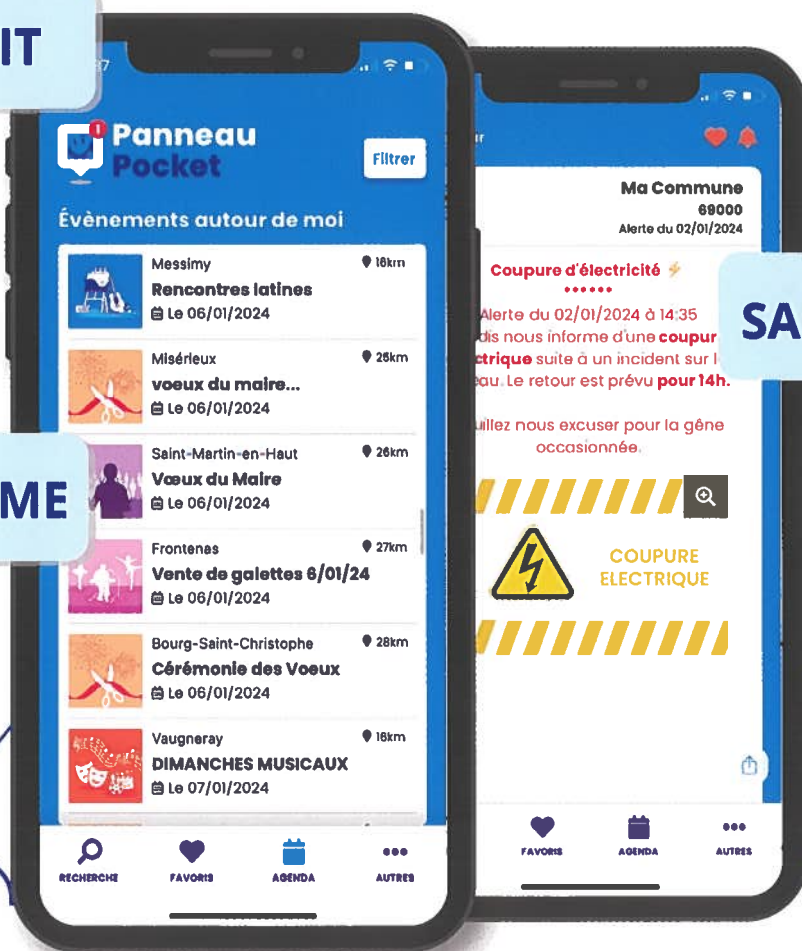 IT
Panneau
Pocket
Filtrer
Évènements autour de moi
Messimy
16km
Rencontres latines
Le 06/01/2024
Misérieux
26km
voeux du maire...
Le 06/01/2024
Saint-Martin-en-Haut
26km
Vœux du Maire
Le 06/01/2024
Frontenas
27km
Vente de galettes 6/01/24
Le 06/01/2024
Bourg-Saint-Christophe
28km
Cérémonie des Voeux
Le 06/01/2024
Vaugneray
16km
DIMANCHES MUSICAUX
Le 07/01/2024
RECHERCHE
FAVORIS
AGENDA
AUTRES
ME
Ma Commune
69000
Alerte du 02/01/2024
Coupure d'électricité
Alerte du 02/01/2024 à 14:35
dis nous informe d'une coupur
ctrique suite à un incident sur l
eau. Le retour est prévu pour 14h.
uillez nous excuser pour la gêne
occasionnée.
COUPURE
ELECTRIQUE
FAVORIS
AGENDA
AUTRES
SA